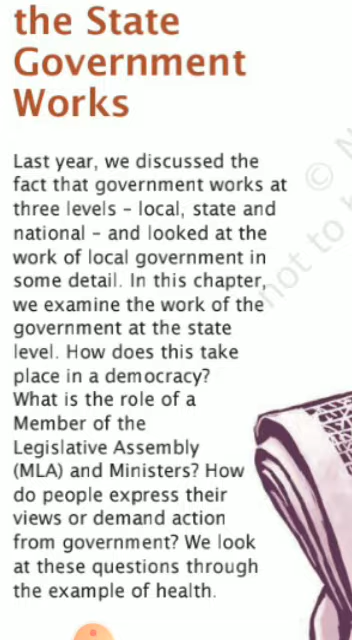 the State
Government
Works
Last year, we discussed the
fact that government works at
three levels – local, state and
national – and looked at the
work of local government in
some detail. In this chapter,
we examine the work of the
government at the state
level. How does this take
place in a democracy?
What is the role of a
Member of the
Legislative Assembly
(MLA) and Ministers? How
do people express their
views or demand action
from government? We look
at these questions through
the example of health.
©
not to